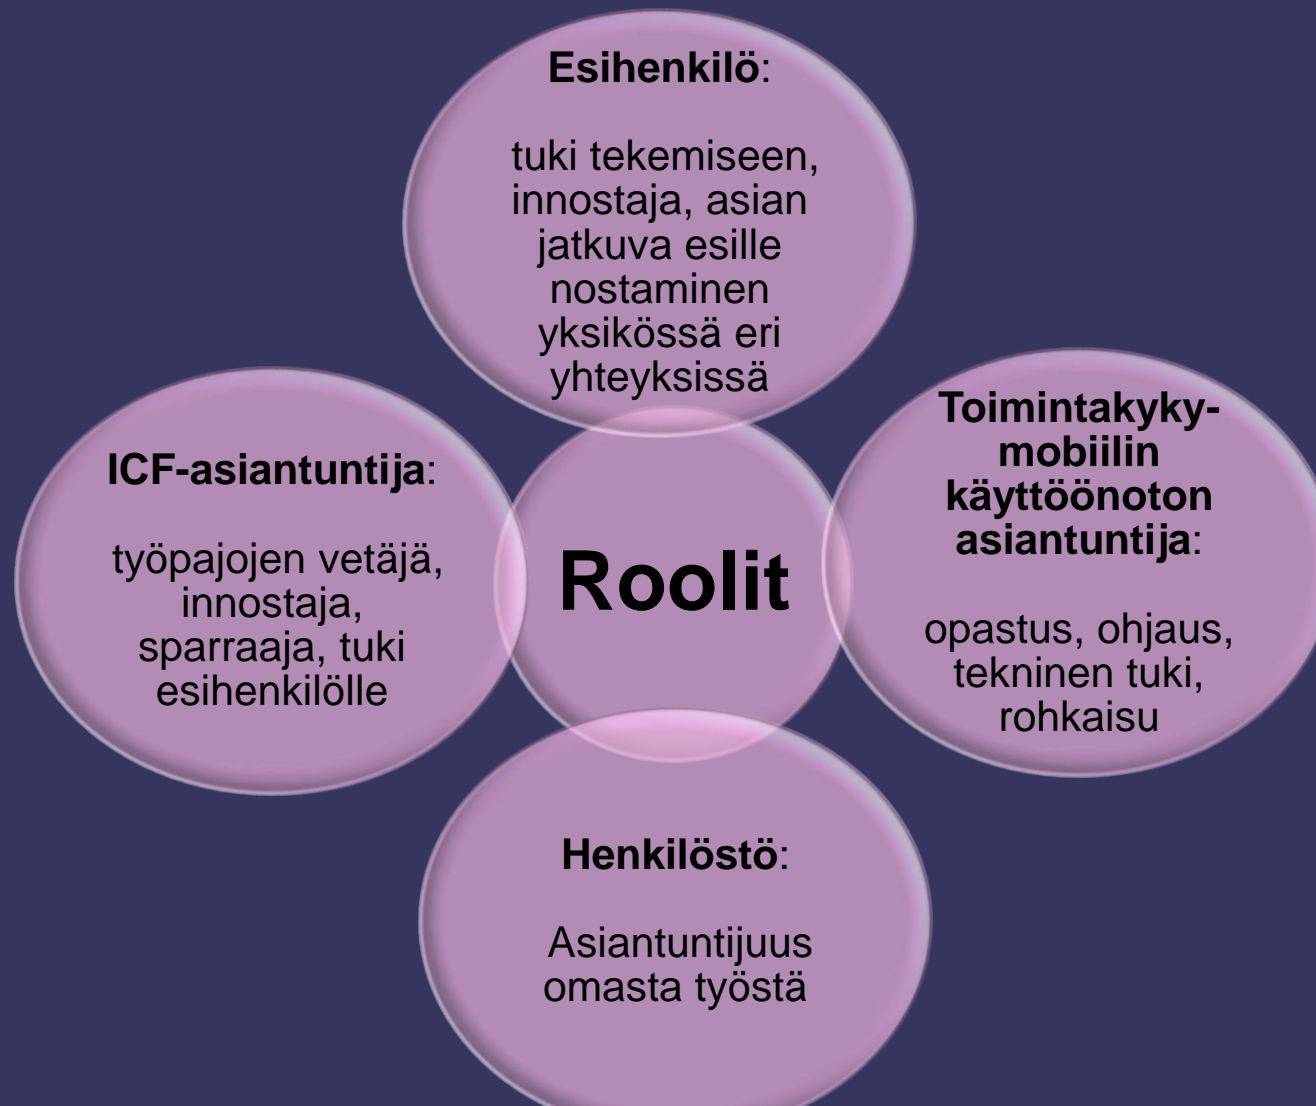 Esihenkilö:
tuki tekemiseen,
innostaja, asian
jatkuva esille
nostaminen
yksikössä eri
yhteyksissä
ICF-asiantuntija:
työpajojen vetäjä,
innostaja,
sparraaja, tuki
esihenkilölle
Roolit
Toimintakyky-
mobiilin
käyttöönoton
asiantuntija:
opastus, ohjaus,
tekninen tuki,
rohkaisu
Henkilöstö:
Asiantuntijuus
omasta työstä